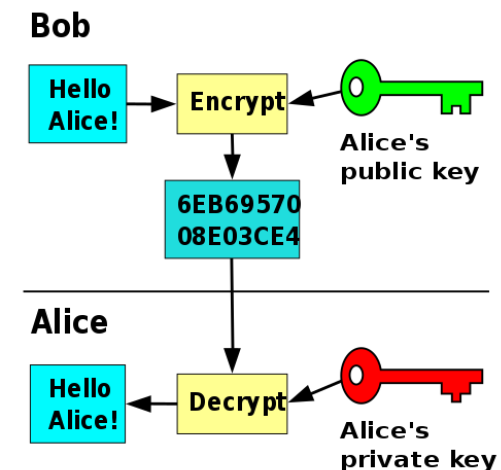 Bob
Hello
Alice!
Encrypt
Alice's
public key
6EB69570
08E03CE4
Alice
Hello
Alice!
Decrypt
Alice's
private key